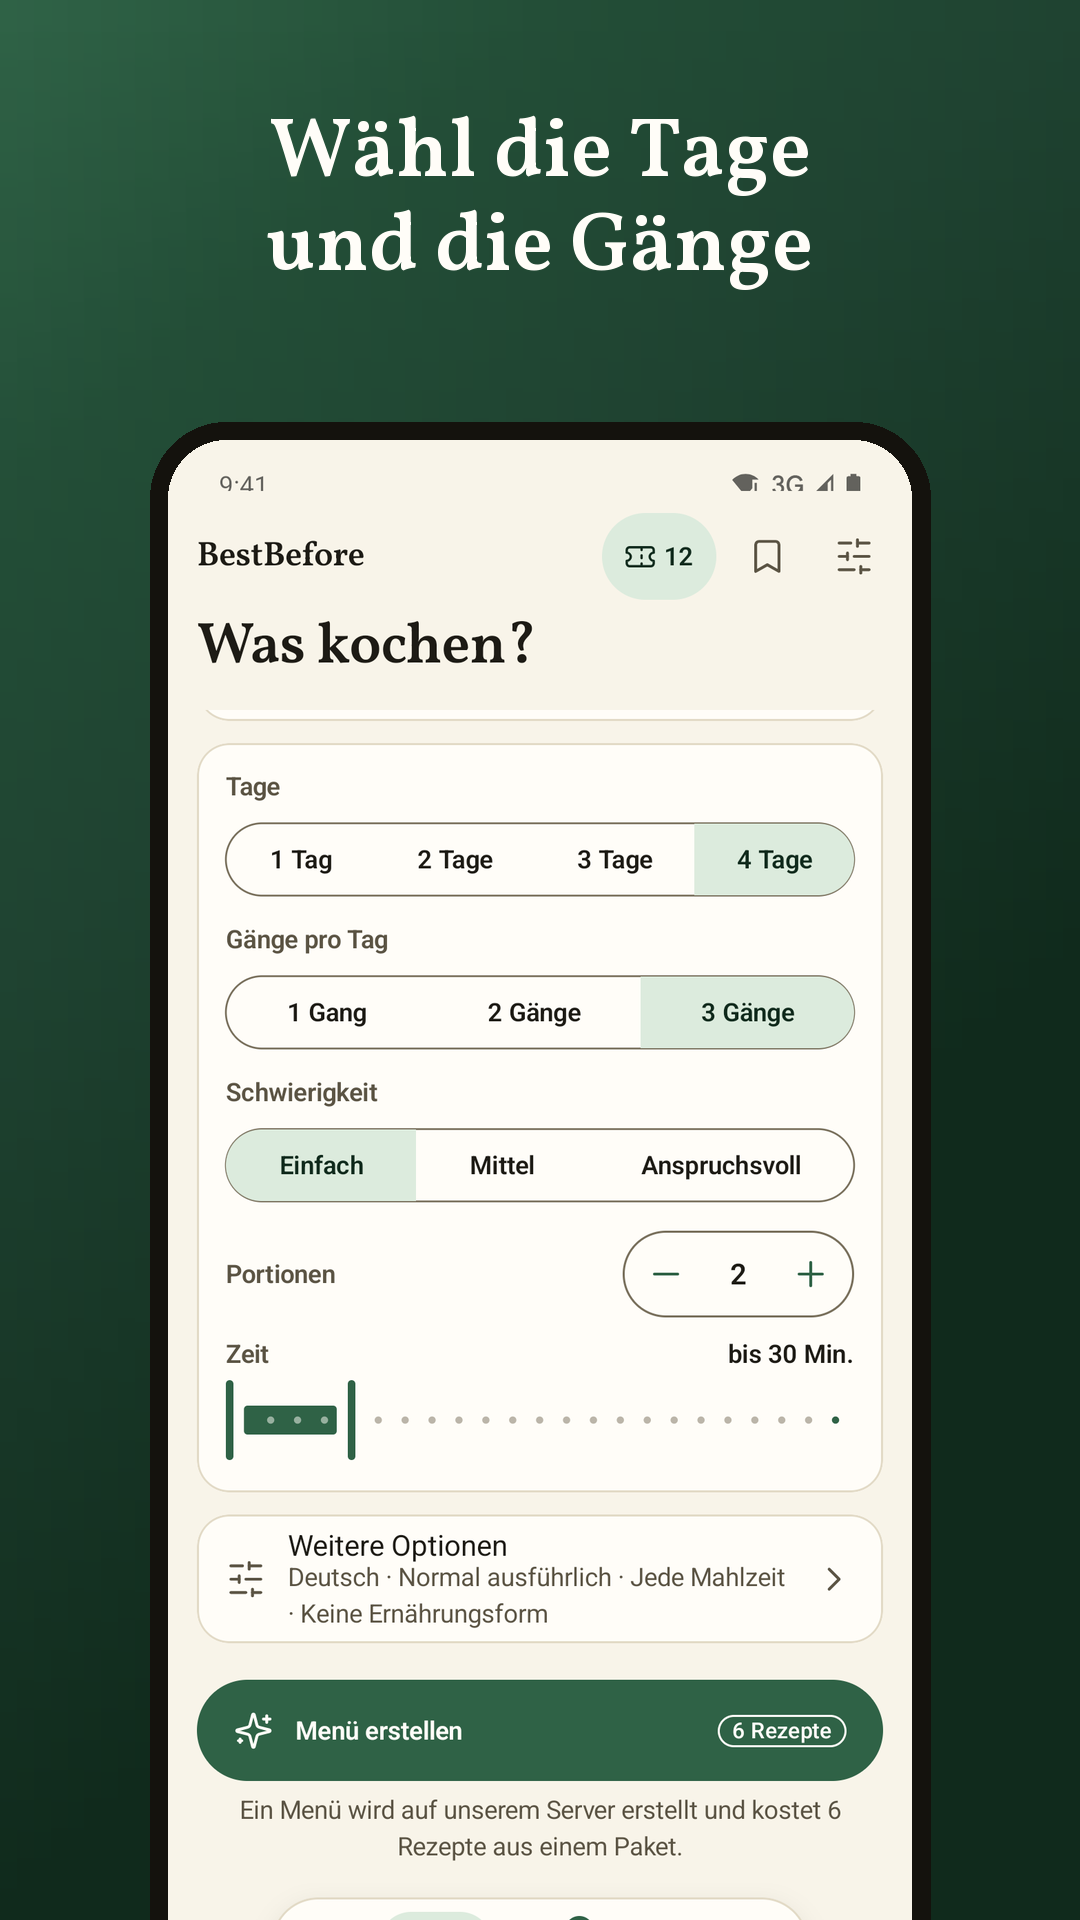 Wähl die Tage
und die Gänge
9:41
3G
BestBefore
12
Was kochen?
Tage
1 Tag
2 Tage
3 Tage
4 Tage
Gänge pro Tag
1 Gang
2 Gänge
3 Gänge
Schwierigkeit
Einfach
Mittel
Anspruchsvoll
Portionen
2
Zeit
bis 30 Min.
Weitere Optionen
Deutsch · Normal ausführlich · Jede Mahlzeit
· Keine Ernährungsform
Menü erstellen
6 Rezepte
Ein Menü wird auf unserem Server erstellt und kostet 6
Rezepte aus einem Paket.